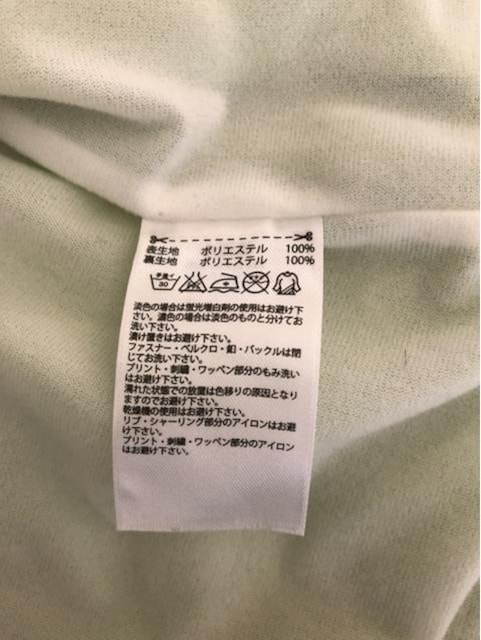 表生地 ポリエステル 100%
裏生地 ポリエステル 100%
手洗イ 30
淡色の場合は蛍光増白剤の使用はお避け下
さい。濃色の場合は淡色のものと分けてお
洗い下さい。
漬け置きはお避け下さい。
ファスナー・ベルクロ・釦・バックルは閉
じてお洗い下さい。
プリント・刺繍・ワッペン部分のもみ洗い
はお避け下さい。
濡れた状態での放置は色移りの原因となり
ますのでお避け下さい。
乾燥機の使用はお避け下さい。
リブ・シャーリング部分のアイロンはお避
け下さい。
プリント・刺繍・ワッペン部分のアイロン
はお避け下さい。